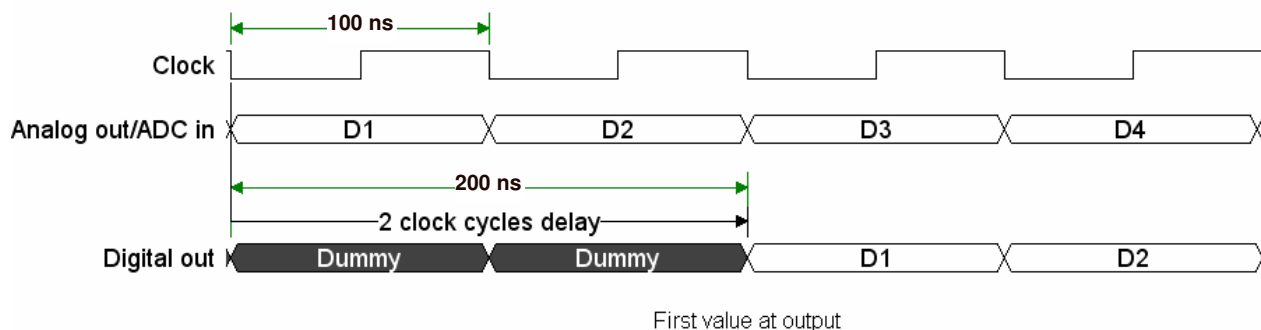 100 ns
Clock
Analog out/ADC in D1 D2 D3 D4
200 ns
2 clock cycles delay
Digital out Dummy Dummy D1 D2
First value at output